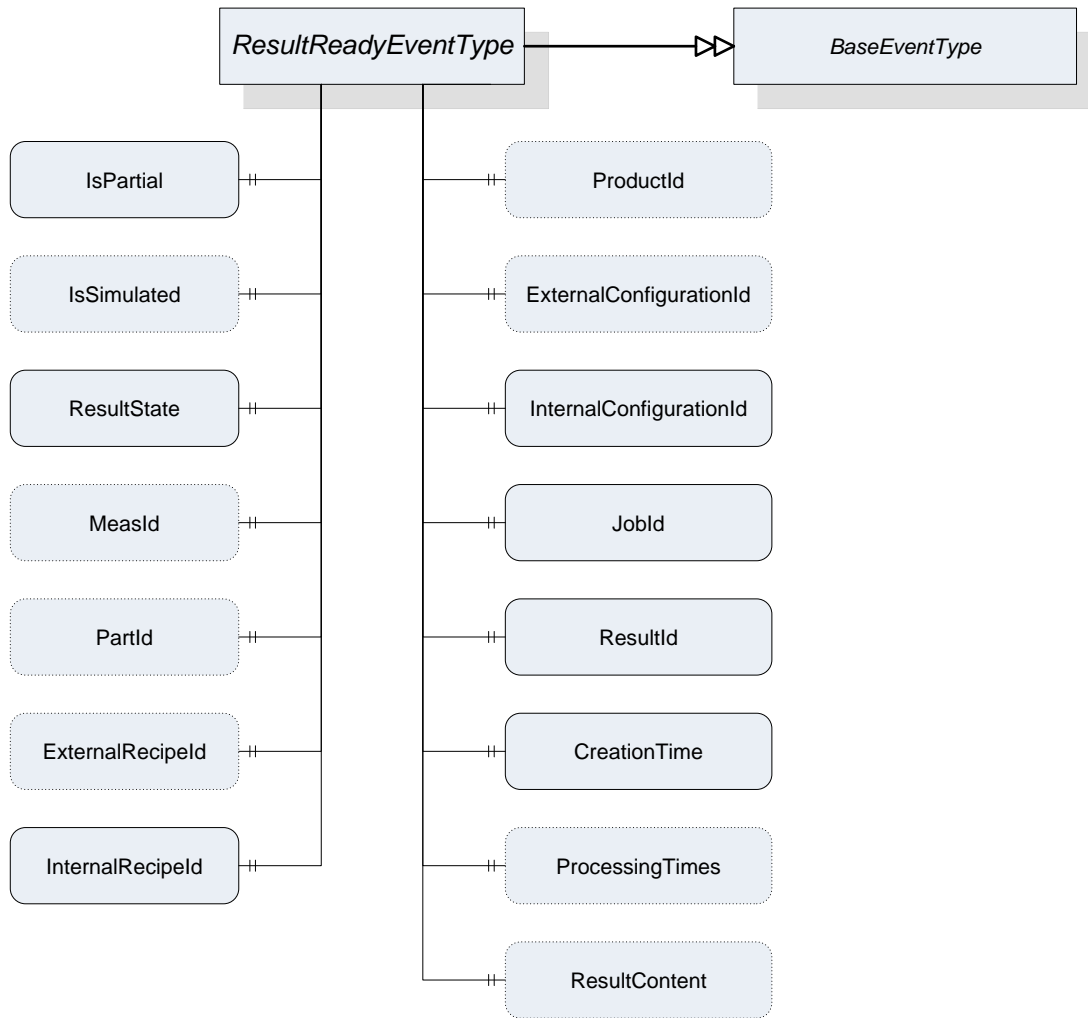 ResultReadyEventType
BaseEventType
IsPartial
ProductId
IsSimulated
ExternalConfigurationId
ResultState
InternalConfigurationId
MeasId
JobId
PartId
ResultId
ExternalRecipeId
CreationTime
InternalRecipeId
ProcessingTimes
ResultContent